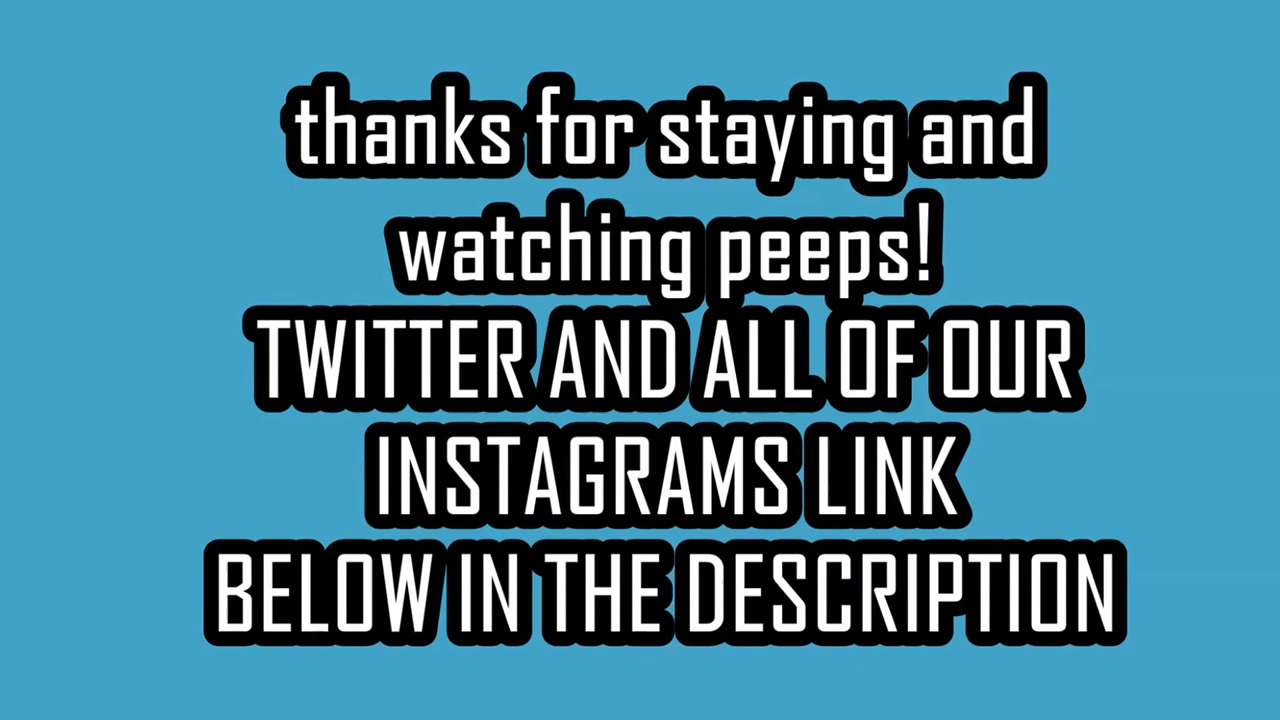 thanks for staying and
watching peeps!
TWITTER AND ALL OF OUR
INSTAGRAMS LINK
BELOW IN THE DESCRIPTION